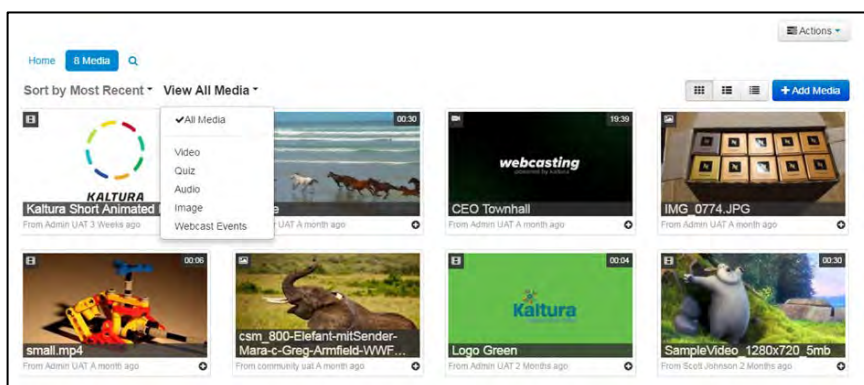 Actions
Home 8 Media
Sort by Most Recent View All Media
+ Add Media
✔All Media
Video
Quiz
Audio
Image
Webcast Events
KALTURA
Kaltura Short Animated
From Admin UAT 3 Weeks ago
00:30
UAT A month ago
19:39
webcasting
powered by kaltura
CEO Townhall
From Admin UAT A month ago
IMG_0774.JPG
From Admin UAT A month ago
00:06
small.mp4
From Admin UAT A month ago
csm_800-Elefant-mitSender-
Mara-c-Greg-Armfield-WWF...
From community uat A month ago
00:04
Kaltura
Logo Green
From Admin UAT 2 Months ago
00:30
SampleVideo_1280x720_5mb
From Scott Johnson 2 Months ago